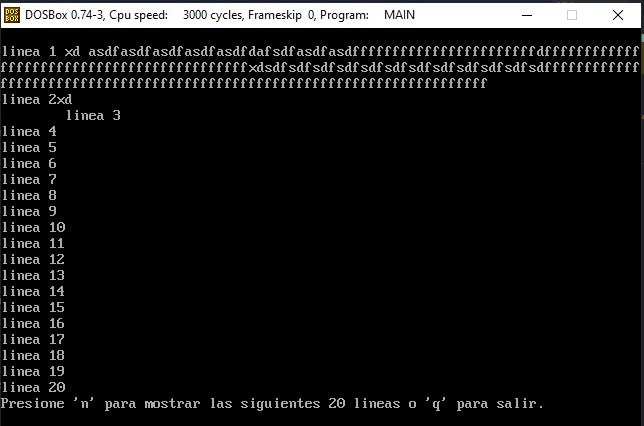 DOSBox 0.74-3, Cpu speed: 3000 cycles, Frameskip 0, Program: MAIN
linea 1 xd asdfasdfasdfasdfasdfdafsdfasdfasdfffffffffffffffffffffffdffffffffffff
fffffffffffffffffffffffffffffffxdsdfsdfsdfsdfsdfsdfsdfsdfsdfsdfsdfsdffffffffffff
fffffffffffffffffffffffffffffffffffffffffffffffffffffffffffff
linea 2xd
linea 3
linea 4
linea 5
linea 6
linea 7
linea 8
linea 9
linea 10
linea 11
linea 12
linea 13
linea 14
linea 15
linea 16
linea 17
linea 18
linea 19
linea 20
Presione 'n' para mostrar las siguientes 20 lineas o 'q' para salir.